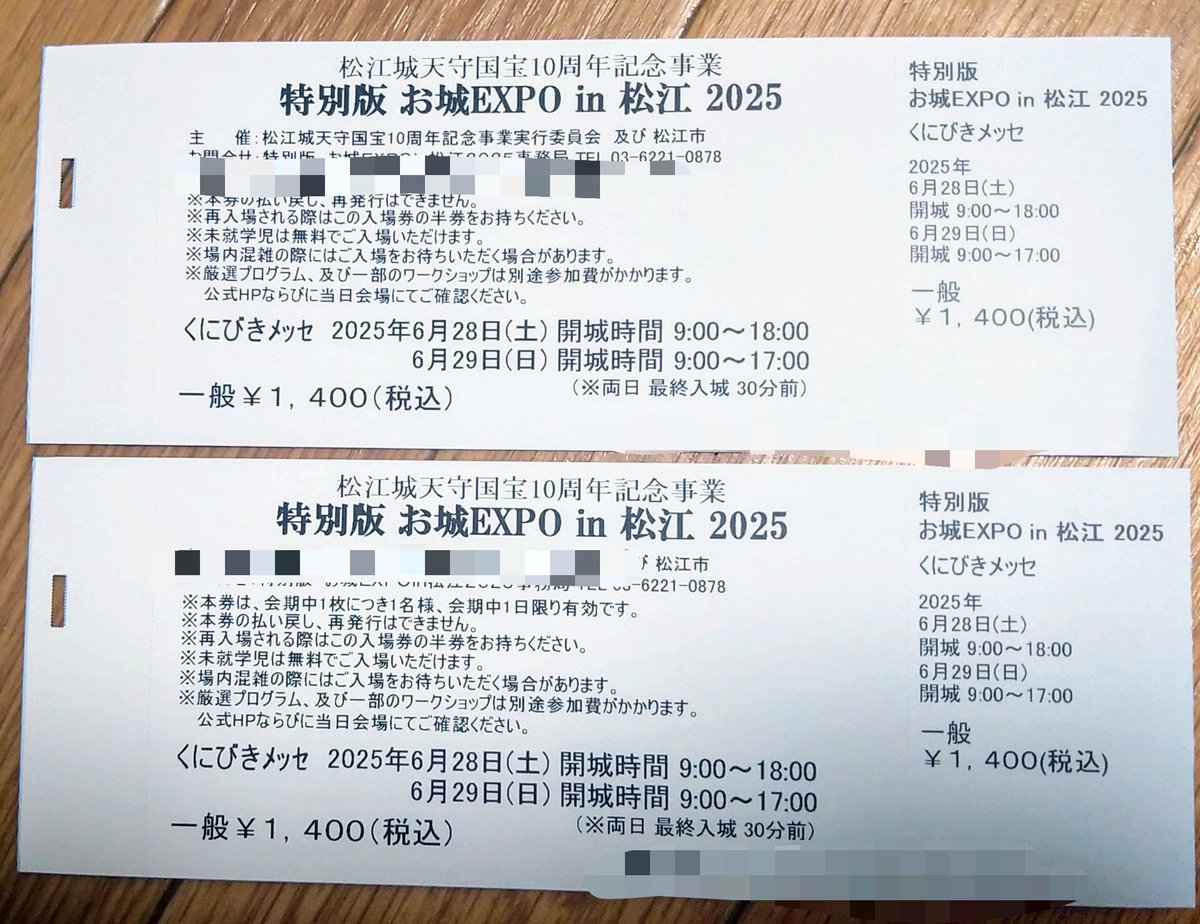 松江城天守国宝10周年記念事業
特別版 お城EXPO in 松江 2025
主　催：松江城天守国宝10周年記念事業実行委員会 及び 松江市
TEL 03-6221-0878
※本券の払い戻し、再発行はできません。
※再入場される際はこの入場券の半券をお持ちください。
※未就学児は無料でご入場いただけます。
※場内混雑の際にはご入場をお待ちいただく場合があります。
※厳選プログラム、及び一部のワークショップは別途参加費がかかります。
公式HPならびに当日会場にてご確認ください。
くにびきメッセ 2025年6月28日(土) 開城時間 9:00～18:00
6月29日(日) 開城時間 9:00～17:00
(※両日 最終入城 30分前)
一般￥1,400(税込)
特別版
お城EXPO in 松江 2025
くにびきメッセ
2025年
6月28日(土)
開城 9:00～18:00
6月29日(日)
開城 9:00～17:00
一般
￥1,400(税込)
松江城天守国宝10周年記念事業
特別版 お城EXPO in 松江 2025
松江市
03-6221-0878
※本券は、会期中1枚につき1名様、会期中1日限り有効です。
※本券の払い戻し、再発行はできません。
※再入場される際はこの入場券の半券をお持ちください。
※未就学児は無料でご入場いただけます。
※場内混雑の際にはご入場をお待ちいただく場合があります。
※厳選プログラム、及び一部のワークショップは別途参加費がかかります。
公式HPならびに当日会場にてご確認ください。
くにびきメッセ 2025年6月28日(土) 開城時間 9:00～18:00
6月29日(日) 開城時間 9:00～17:00
(※両日 最終入城 30分前)
一般￥1,400(税込)
特別版
お城EXPO in 松江 2025
くにびきメッセ
2025年
6月28日(土)
開城 9:00～18:00
6月29日(日)
開城 9:00～17:00
一般
￥1,400(税込)